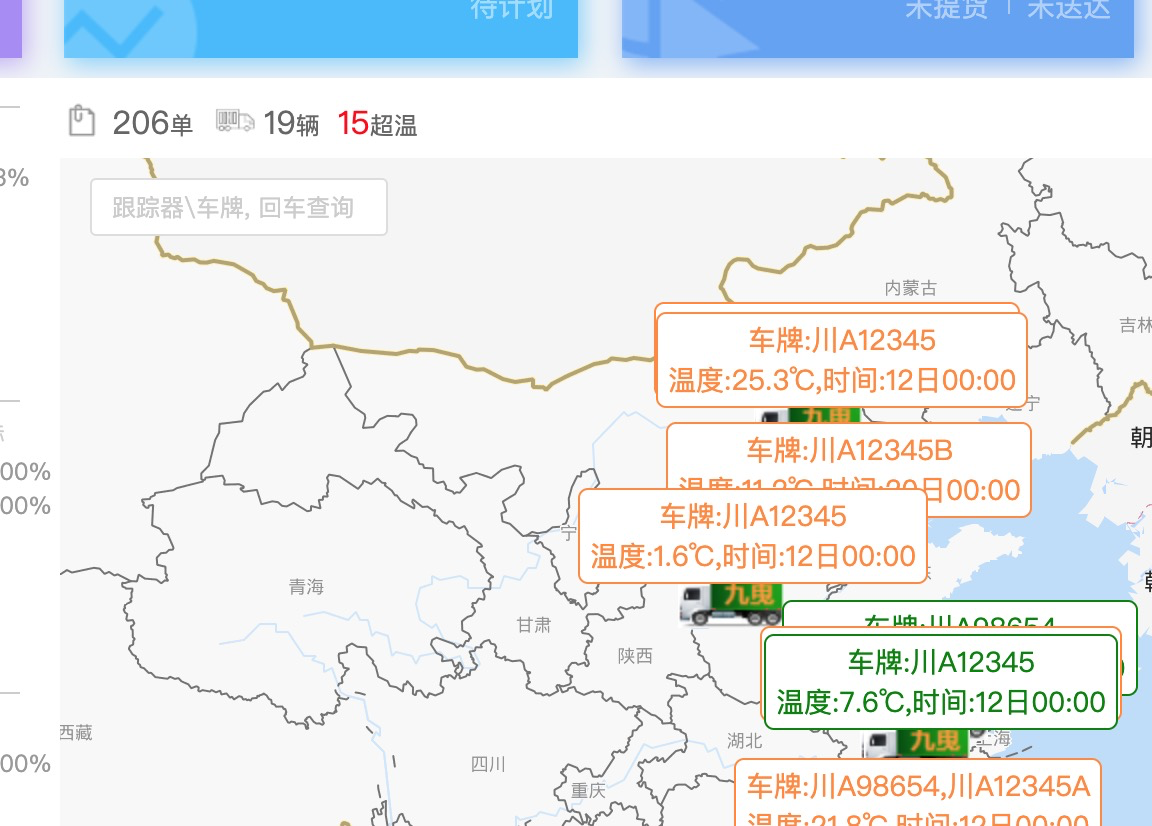 待计划
未提货 | 未送达
206单 19辆 15超温
跟踪器\车牌, 回车查询
内蒙古
吉林
车牌:川A12345
温度:25.3℃,时间:12日00:00
辽宁
九曳
朝
车牌:川A12345B
温度:11.2℃,时间:20日00:00
车牌:川A12345
温度:1.6℃,时间:12日00:00
宁
00%
00%
青海
九曳
甘肃
陕西
车牌:川A98654
车牌:川A12345
温度:7.6℃,时间:12日00:00
西藏
湖北
九曳
上海
四川
00%
重庆
车牌:川A98654,川A12345A
温度:21.8℃,时间:12日00:00